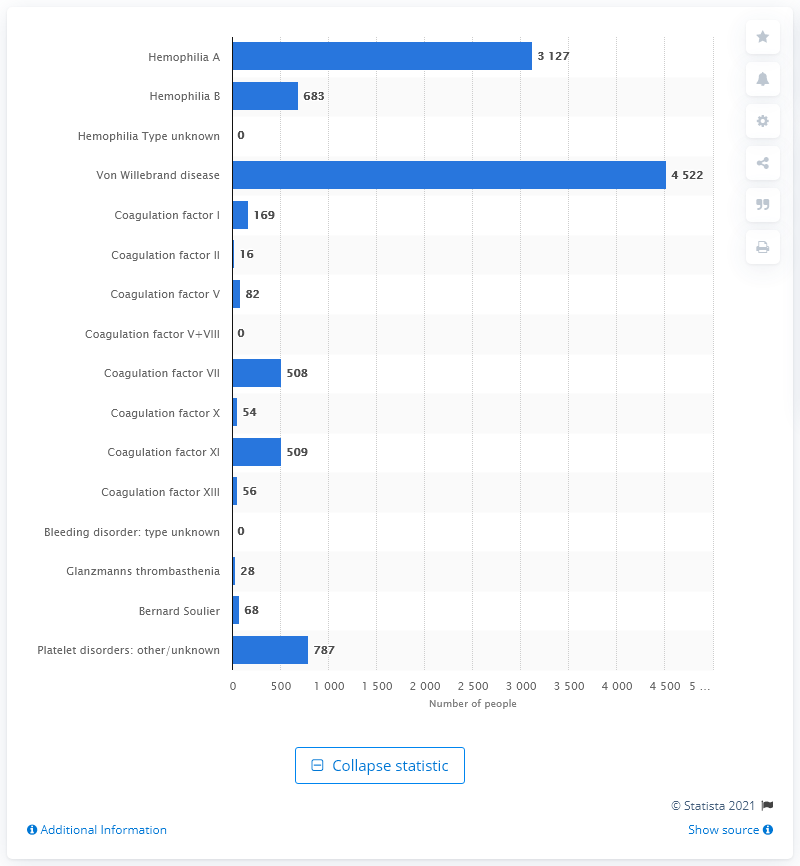 Hemophilia A 3 127
Hemophilia B 683
Hemophilia Type unknown 0
Von Willebrand disease 4 522
Coagulation factor I 169
Coagulation factor II 16
Coagulation factor V 82
Coagulation factor V+VIII 0
Coagulation factor VII 508
Coagulation factor X 54
Coagulation factor XI 509
Coagulation factor XIII 56
Bleeding disorder: type unknown 0
Glanzmanns thrombasthenia 28
Bernard Soulier 68
Platelet disorders: other/unknown 787
0 500 1 000 1 500 2 000 2 500 3 000 3 500 4 000 4 500 5 ...
Number of people
Collapse statistic
© Statista 2021
Additional Information Show source